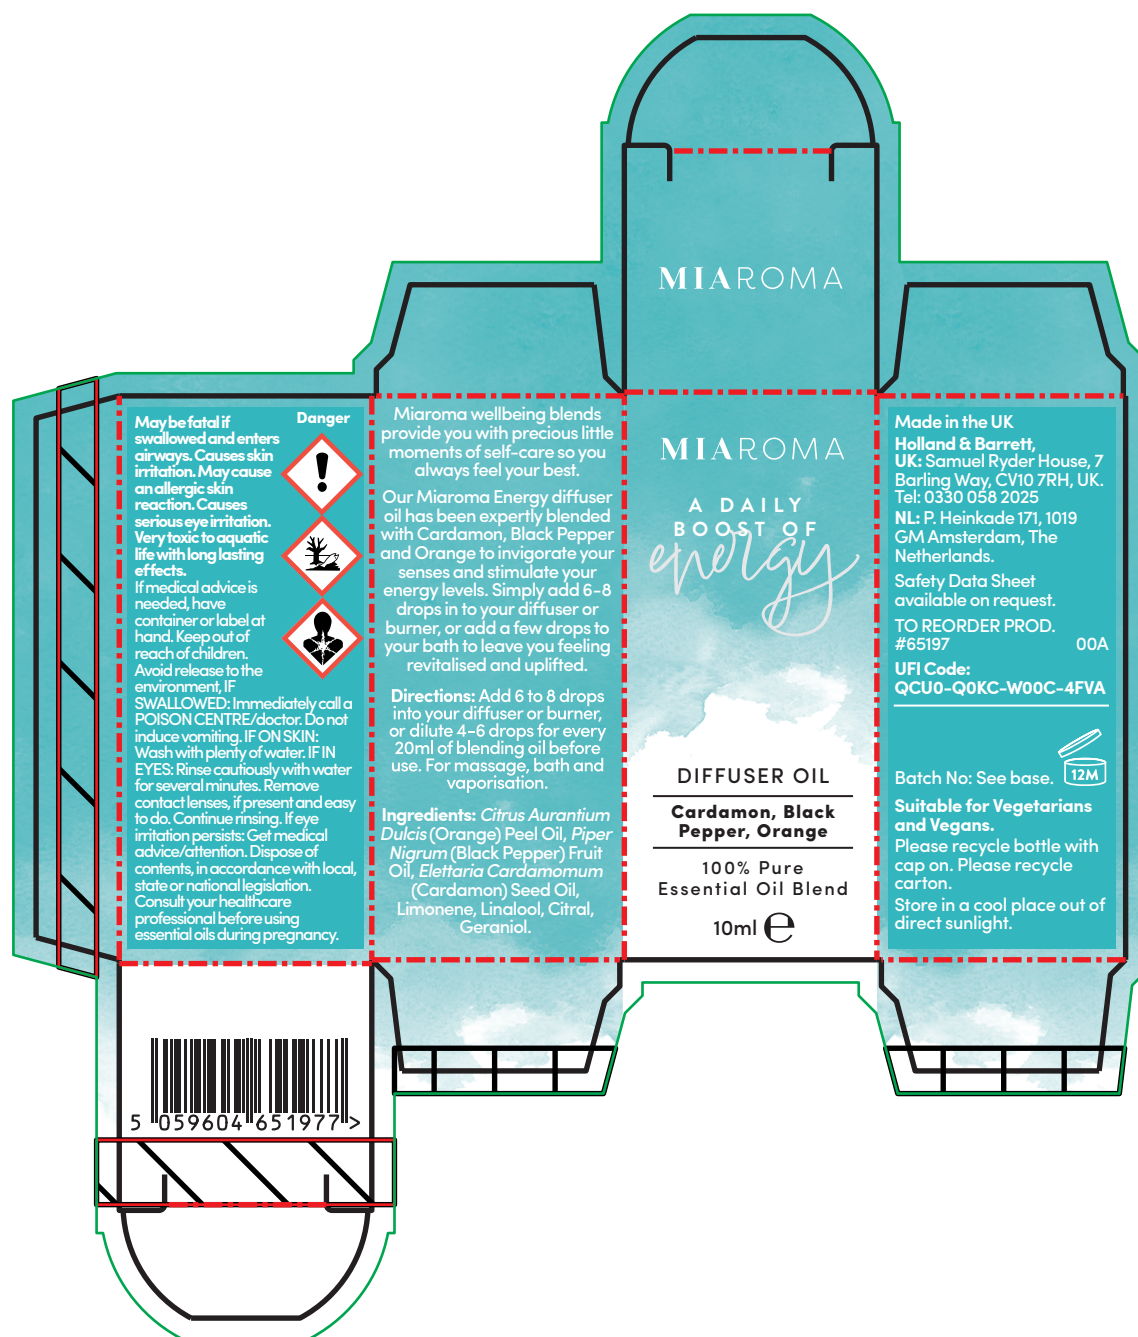 MIAROMA
May be fatal if
swallowed and enters
airways. Causes skin
irritation. May cause
an allergic skin
reaction. Causes
serious eye irritation.
Very toxic to aquatic
life with long lasting
effects.
Danger
If medical advice is
needed, have
container or label at
hand. Keep out of
reach of children.
Avoid release to the
environment, IF
SWALLOWED: Immediately call a
POISON CENTRE/doctor. Do not
induce vomiting. IF ON SKIN:
Wash with plenty of water. IF IN
EYES: Rinse cautiously with water
for several minutes. Remove
contact lenses, if present and easy
to do. Continue rinsing. If eye
irritation persists: Get medical
advice/attention. Dispose of
contents, in accordance with local,
state or national legislation.
Consult your healthcare
professional before using
essential oils during pregnancy.
Miaroma wellbeing blends
provide you with precious little
moments of self-care so you
always feel your best.
Our Miaroma Energy diffuser
oil has been expertly blended
with Cardamon, Black Pepper
and Orange to invigorate your
senses and stimulate your
energy levels. Simply add 6-8
drops in to your diffuser or
burner, or add a few drops to
your bath to leave you feeling
revitalised and uplifted.
Directions: Add 6 to 8 drops
into your diffuser or burner,
or dilute 4-6 drops for every
20ml of blending oil before
use. For massage, bath and
vaporisation.
Ingredients: Citrus Aurantium
Dulcis (Orange) Peel Oil, Piper
Nigrum (Black Pepper) Fruit
Oil, Elettaria Cardamomum
(Cardamon) Seed Oil,
Limonene, Linalool, Citral,
Geraniol.
MIAROMA
A DAILY
BOOST OF
energy
DIFFUSER OIL
Cardamon, Black
Pepper, Orange
100% Pure
Essential Oil Blend
10ml ℮
Made in the UK
Holland & Barrett,
UK: Samuel Ryder House, 7
Barling Way, CV10 7RH, UK.
Tel: 0330 058 2025
NL: P. Heinkade 171, 1019
GM Amsterdam, The
Netherlands.
Safety Data Sheet
available on request.
TO REORDER PROD.
#65197 00A
UFI Code:
QCU0-Q0KC-W00C-4FVA
Batch No: See base. 12M
Suitable for Vegetarians
and Vegans.
Please recycle bottle with
cap on. Please recycle
carton.
Store in a cool place out of
direct sunlight.
5 059604 651977 >